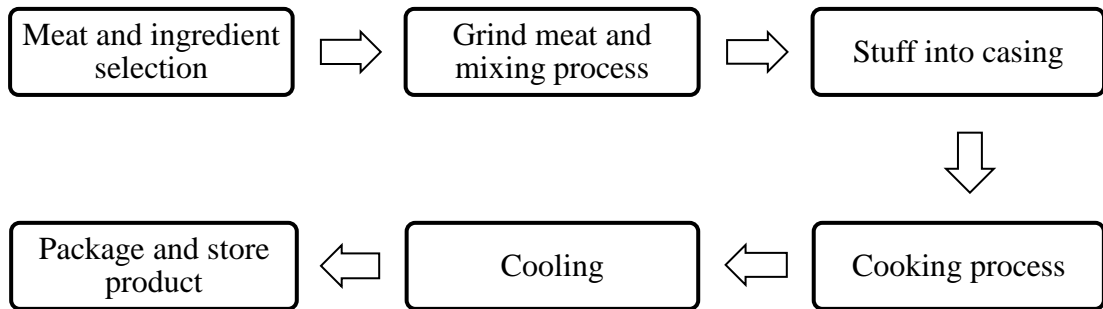 Meat and ingredient
selection
Grind meat and
mixing process
Stuff into casing
Cooking process
Cooling
Package and store
product